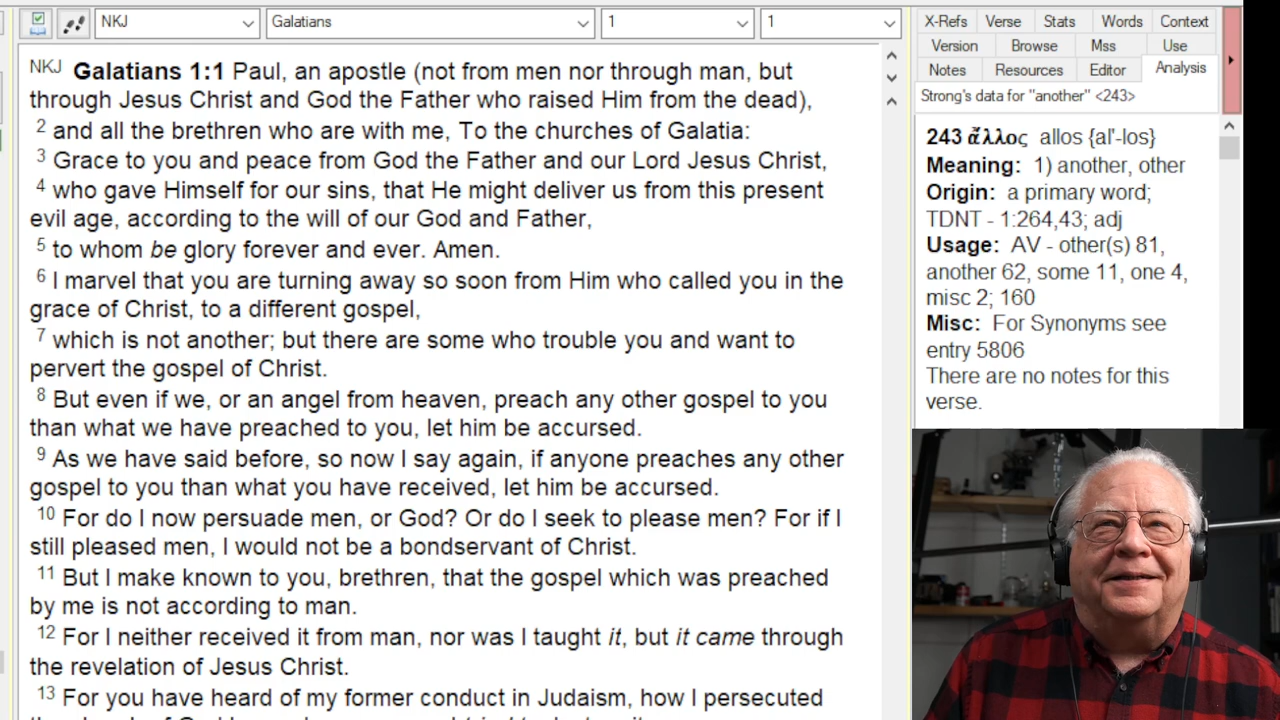 NKJ Galatians 1 1
NKJ Galatians 1:1 Paul, an apostle (not from men nor through man, but
through Jesus Christ and God the Father who raised Him from the dead),
2 and all the brethren who are with me, To the churches of Galatia:
3 Grace to you and peace from God the Father and our Lord Jesus Christ,
4 who gave Himself for our sins, that He might deliver us from this present
evil age, according to the will of our God and Father,
5 to whom be glory forever and ever. Amen.
6 I marvel that you are turning away so soon from Him who called you in the
grace of Christ, to a different gospel,
7 which is not another; but there are some who trouble you and want to
pervert the gospel of Christ.
8 But even if we, or an angel from heaven, preach any other gospel to you
than what we have preached to you, let him be accursed.
9 As we have said before, so now I say again, if anyone preaches any other
gospel to you than what you have received, let him be accursed.
10 For do I now persuade men, or God? Or do I seek to please men? For if I
still pleased men, I would not be a bondservant of Christ.
11 But I make known to you, brethren, that the gospel which was preached
by me is not according to man.
12 For I neither received it from man, nor was I taught it, but it came through
the revelation of Jesus Christ.
13 For you have heard of my former conduct in Judaism, how I persecuted
X-Refs Verse Stats Words Context
Version Browse Mss Use
Notes Resources Editor Analysis
Strong's data for "another" <243>
243 ἄλλος allos {al'-los}
Meaning: 1) another, other
Origin: a primary word;
TDNT - 1:264,43; adj
Usage: AV - other(s) 81,
another 62, some 11, one 4,
misc 2; 160
Misc: For Synonyms see
entry 5806
There are no notes for this
verse.